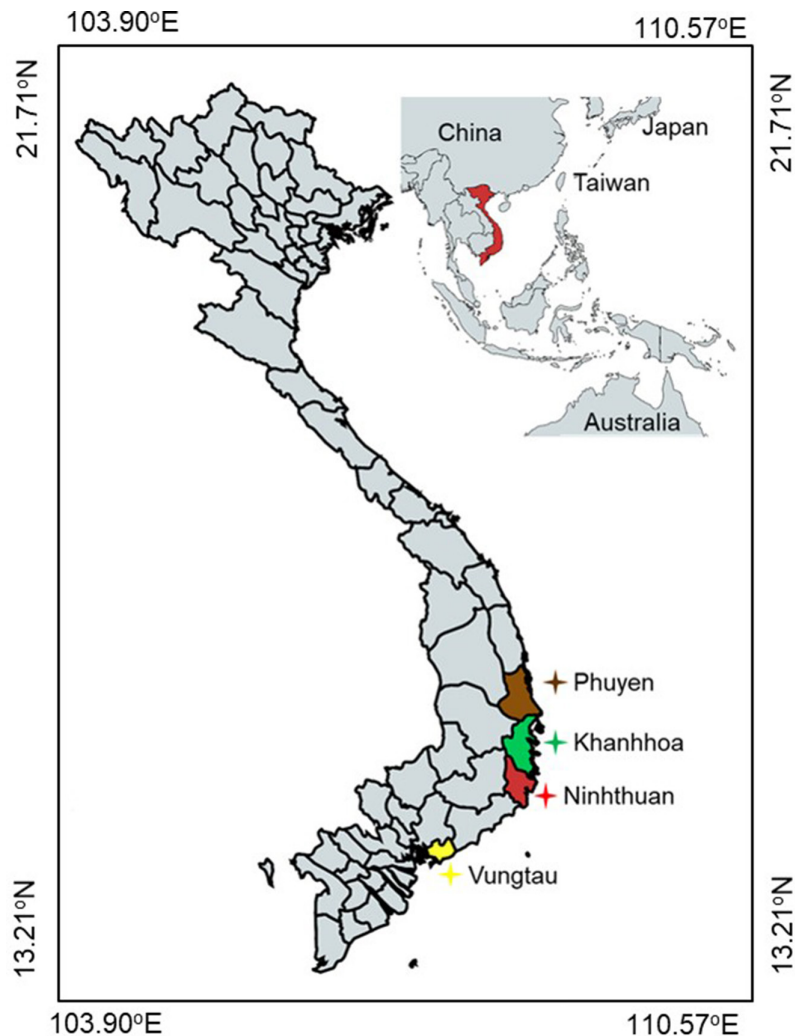 103.90°E
110.57°E
21.71°N
21.71°N
China
Japan
Taiwan
Australia
Phuyen
Khanhhoa
Ninhthuan
Vungtau
13.21°N
13.21°N
103.90°E
110.57°E